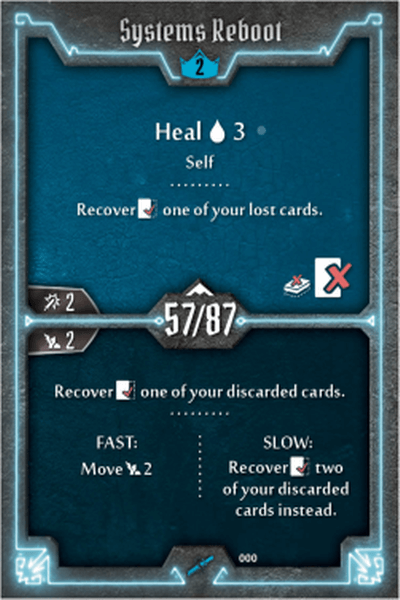 Systems Reboot
2
Heal 3
Self
Recover one of your lost cards.
2
57/87
2
Recover one of your discarded cards.
FAST:
Move 2
SLOW:
Recover two
of your discarded
cards instead.
000